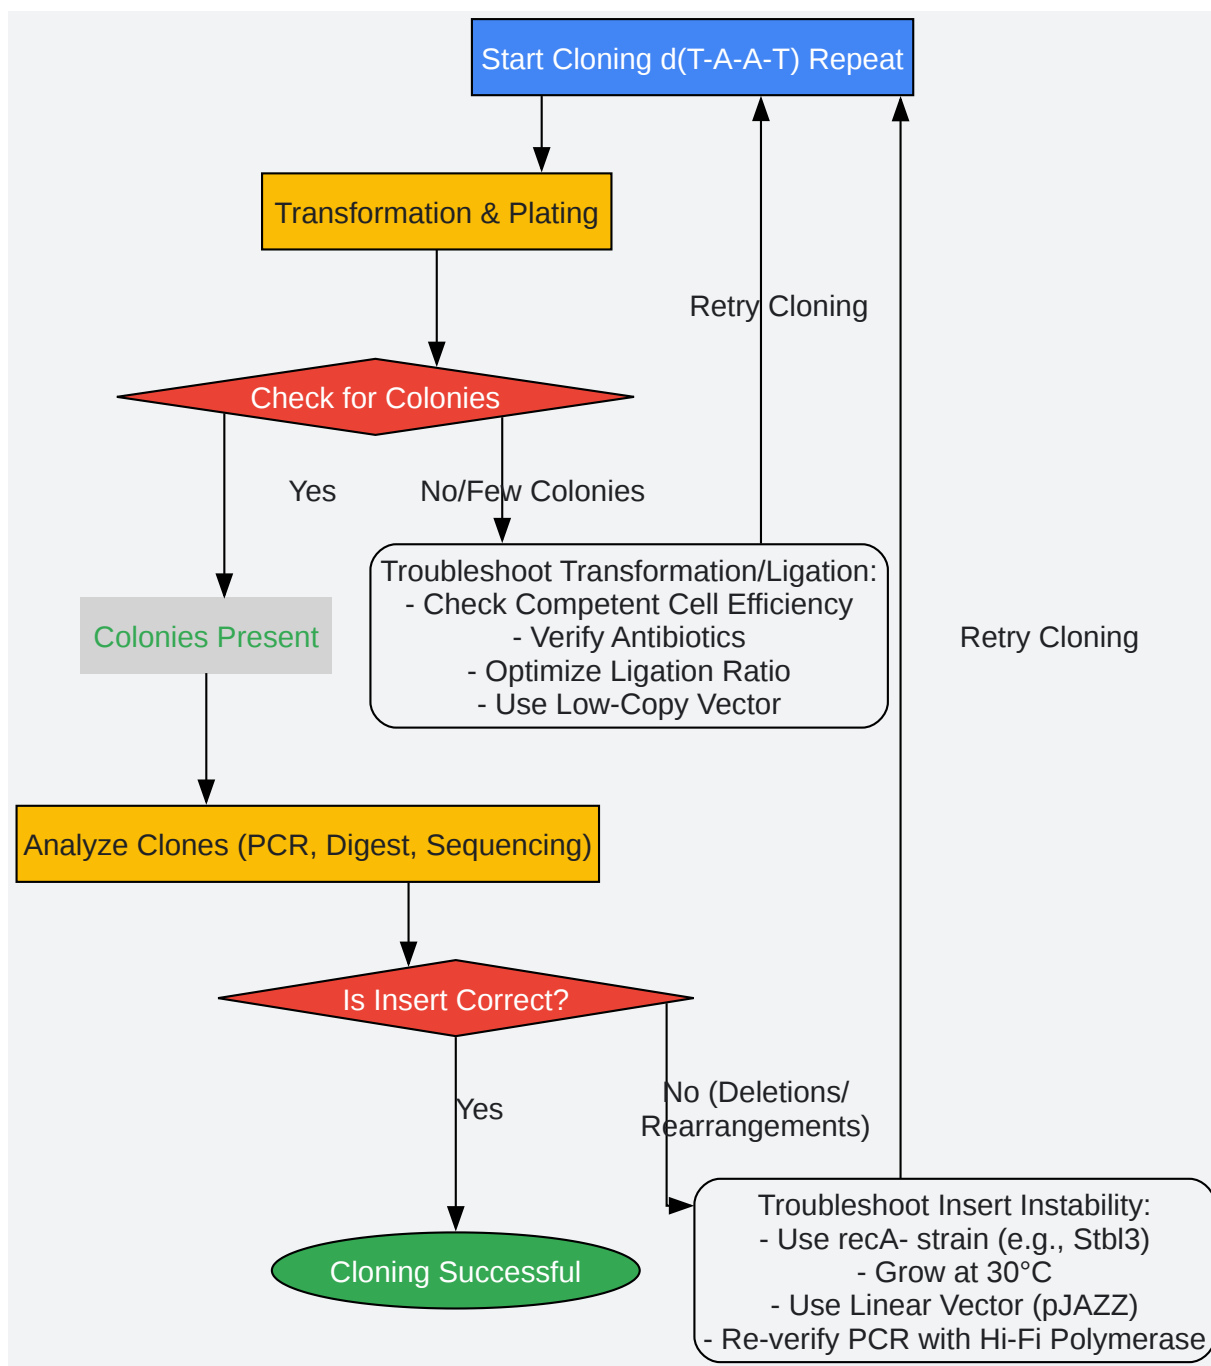 Start Cloning d(T-A-A-T) Repeat
Transformation & Plating
Retry Cloning
Check for Colonies
Yes
No/Few Colonies
Troubleshoot Transformation/Ligation:
- Check Competent Cell Efficiency
- Verify Antibiotics
- Optimize Ligation Ratio
- Use Low-Copy Vector
Colonies Present
Retry Cloning
Analyze Clones (PCR, Digest, Sequencing)
Is Insert Correct?
Yes
No (Deletions/
Rearrangements)
Troubleshoot Insert Instability:
- Use recA- strain (e.g., Stbl3)
- Grow at 30°C
- Use Linear Vector (pJAZZ)
- Re-verify PCR with Hi-Fi Polymerase
Cloning Successful